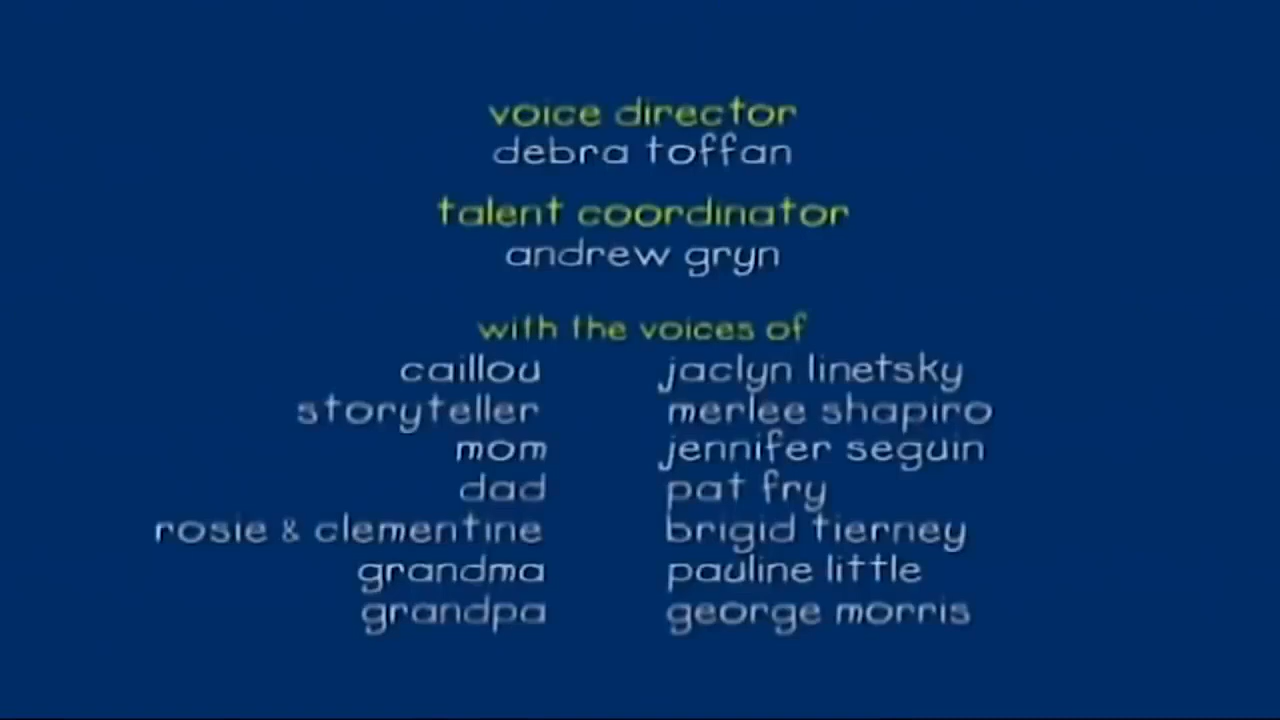 voice director
debra toffan
talent coordinator
andrew gryn
with the voices of
caillou jaclyn linetsky
storyteller merlee shapiro
mom jennifer seguin
dad pat fry
rosie & clementine brigid tierney
grandma pauline little
grandpa george morris